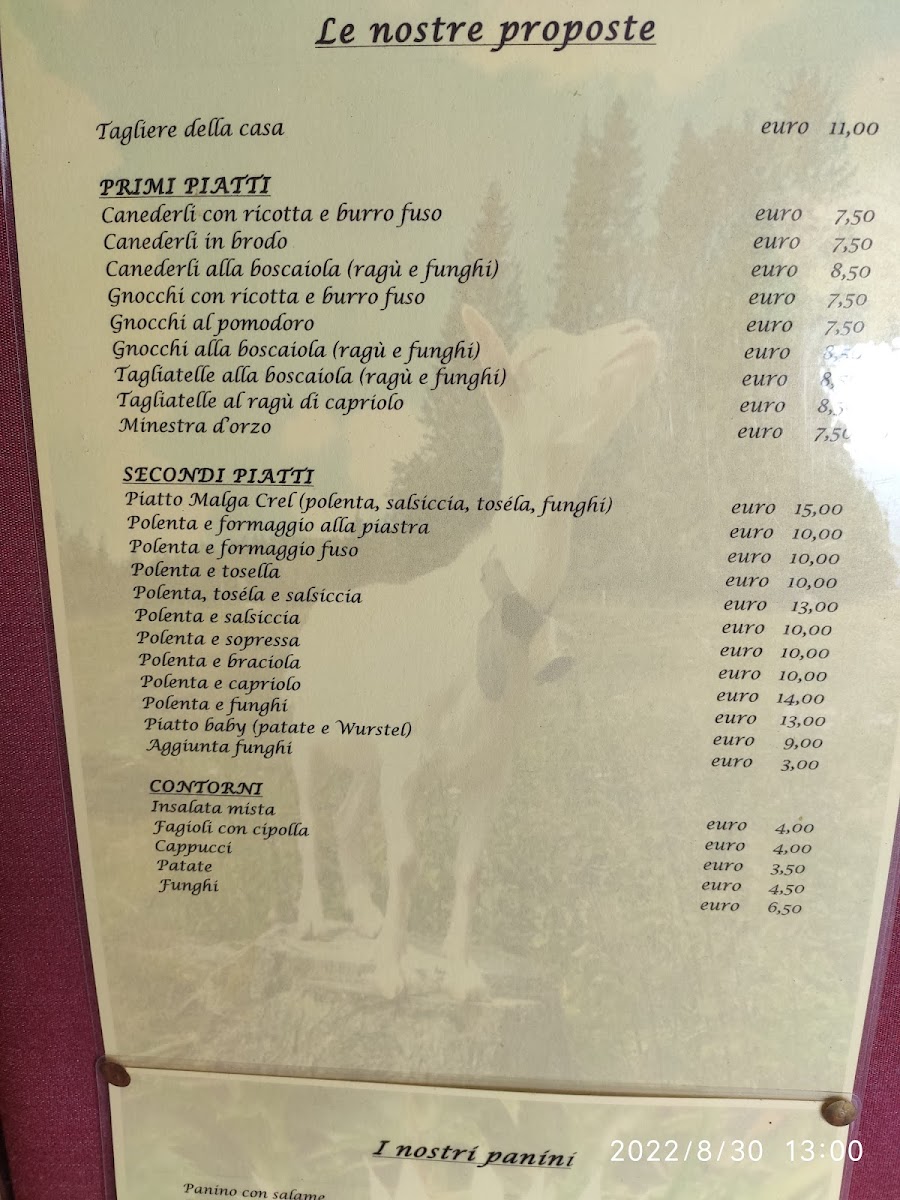 Le nostre proposte
Tagliere della casa euro 11,00
PRIMI PIATTI
Canederli con ricotta e burro fuso euro 7,50
Canederli in brodo euro 7,50
Canederli alla boscaiola (ragù e funghi) euro 8,50
Gnocchi con ricotta e burro fuso euro 7,50
Gnocchi al pomodoro euro 7,50
Gnocchi alla boscaiola (ragù e funghi) euro
Tagliatelle alla boscaiola (ragù e funghi) euro
Tagliatelle al ragù di capriolo euro
Minestra d'orzo euro 7,50
SECONDI PIATTI
Piatto Malga Crel (polenta, salsiccia, toséla, funghi) euro 15,00
Polenta e formaggio alla piastra euro 10,00
Polenta e formaggio fuso euro 10,00
Polenta e tosella euro 10,00
Polenta, toséla e salsiccia euro 13,00
Polenta e salsiccia euro 10,00
Polenta e sopressa euro 10,00
Polenta e braciola euro 10,00
Polenta e capriolo euro 14,00
Polenta e funghi euro 13,00
Piatto baby (patate e Wurstel) euro 9,00
Aggiunta funghi euro 3,00
CONTORNI
Insalata mista euro 4,00
Fagioli con cipolla euro 4,00
Cappucci euro 3,50
Patate euro 4,50
Funghi euro 6,50
I nostri panini
Panino con salame
2022/8/30 13:00